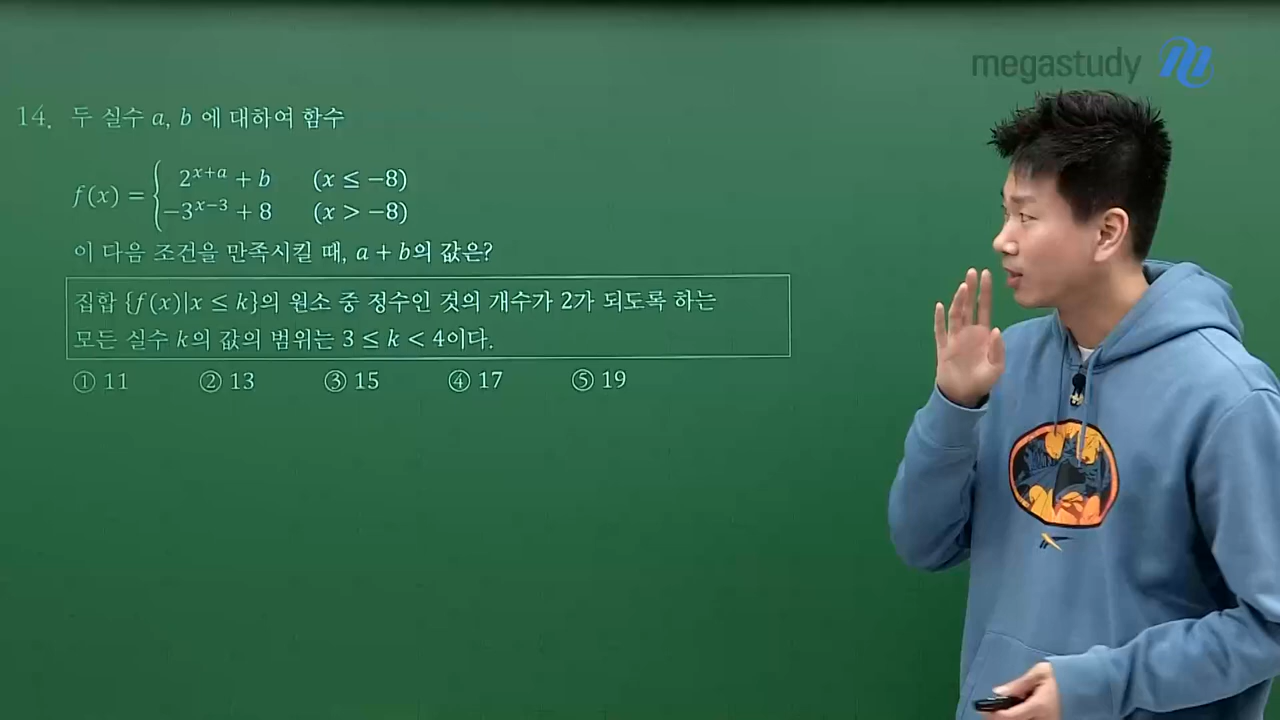 megastudy
14. 두 실수 a, b 에 대하여 함수
f(x) = { 2^{x+a} + b (x ≤ −8)
−3^{x−3} + 8 (x > −8)
이 다음 조건을 만족시킬 때, a + b의 값은?
집합 {f(x)|x ≤ k}의 원소 중 정수인 것의 개수가 2가 되도록 하는
모든 실수 k의 값의 범위는 3 ≤ k < 4이다.
① 11 ② 13 ③ 15 ④ 17 ⑤ 19